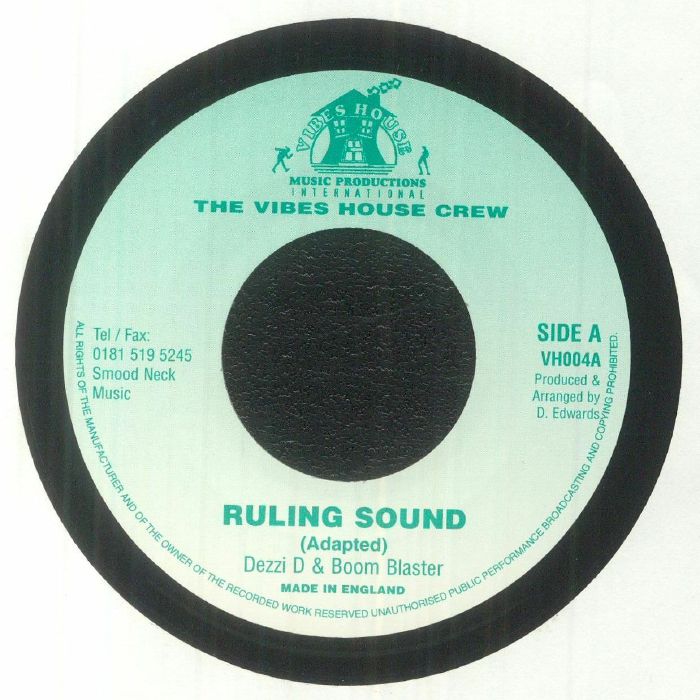 VIBES HOUSE
MUSIC PRODUCTIONS
INTERNATIONAL
THE VIBES HOUSE CREW
Tel / Fax:
0181 519 5245
Smood Neck
Music
SIDE A
VH004A
Produced &
Arranged by
D. Edwards
RULING SOUND
(Adapted)
Dezzi D & Boom Blaster
MADE IN ENGLAND
ALL RIGHTS OF THE MANUFACTURER AND OF THE OWNER OF THE RECORDED WORK RESERVED UNAUTHORISED PUBLIC PERFORMANCE BROADCASTING AND COPYING PROHIBITED.